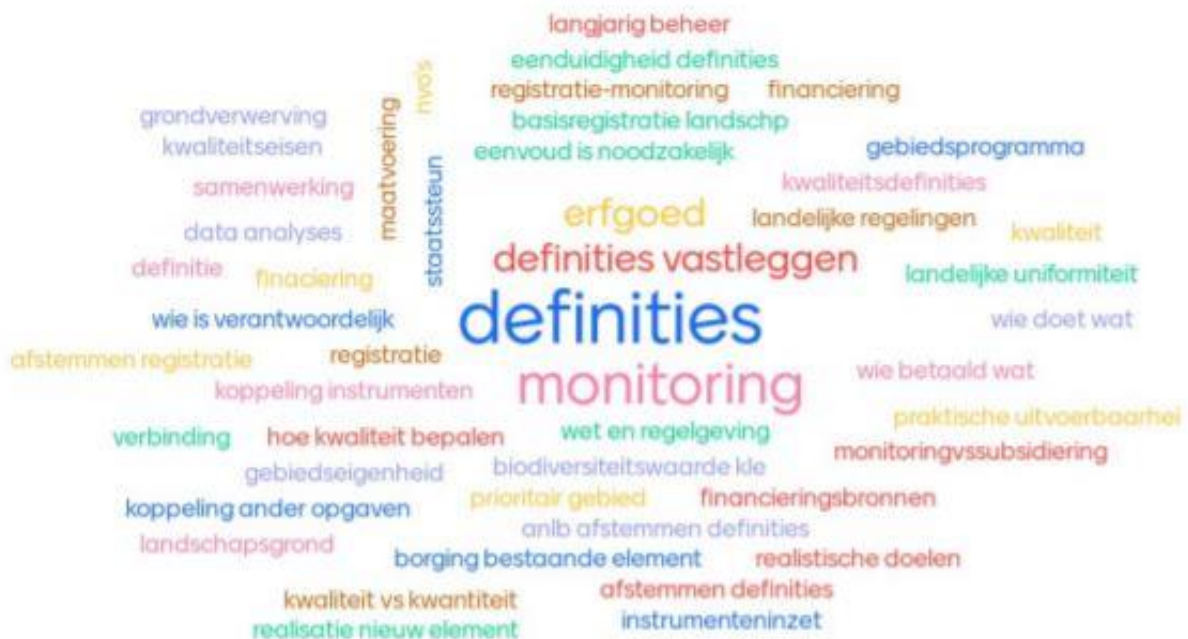 langjarig beheer
eenduidigheid definities
nvo's
registratie-monitoring
financiering
grondverwerving
maatvoering
basisregistratie landschp
kwaliteitseisen
staatssteun
eenvoud is noodzakelijk
gebiedsprogramma
samenwerking
kwaliteitsdefinities
erfgoed
landelijke regelingen
data analyses
kwaliteit
definities vastleggen
definitie
finaciering
landelijke uniformiteit
definities
wie is verantwoordelijk
wie doet wat
afstemmen registratie
registratie
monitoring
wie betaald wat
koppeling instrumenten
praktische uitvoerbaarhei
verbinding
hoe kwaliteit bepalen
wet en regelgeving
monitoringvssubsidiering
gebiedseigenheid
biodiversiteitswaarde kle
prioritair gebied
financieringsbronnen
koppeling ander opgaven
anlb afstemmen definities
landschapsgrond
borging bestaande element
realistische doelen
afstemmen definities
kwaliteit vs kwantiteit
instrumenteninzet
realisatie nieuw element